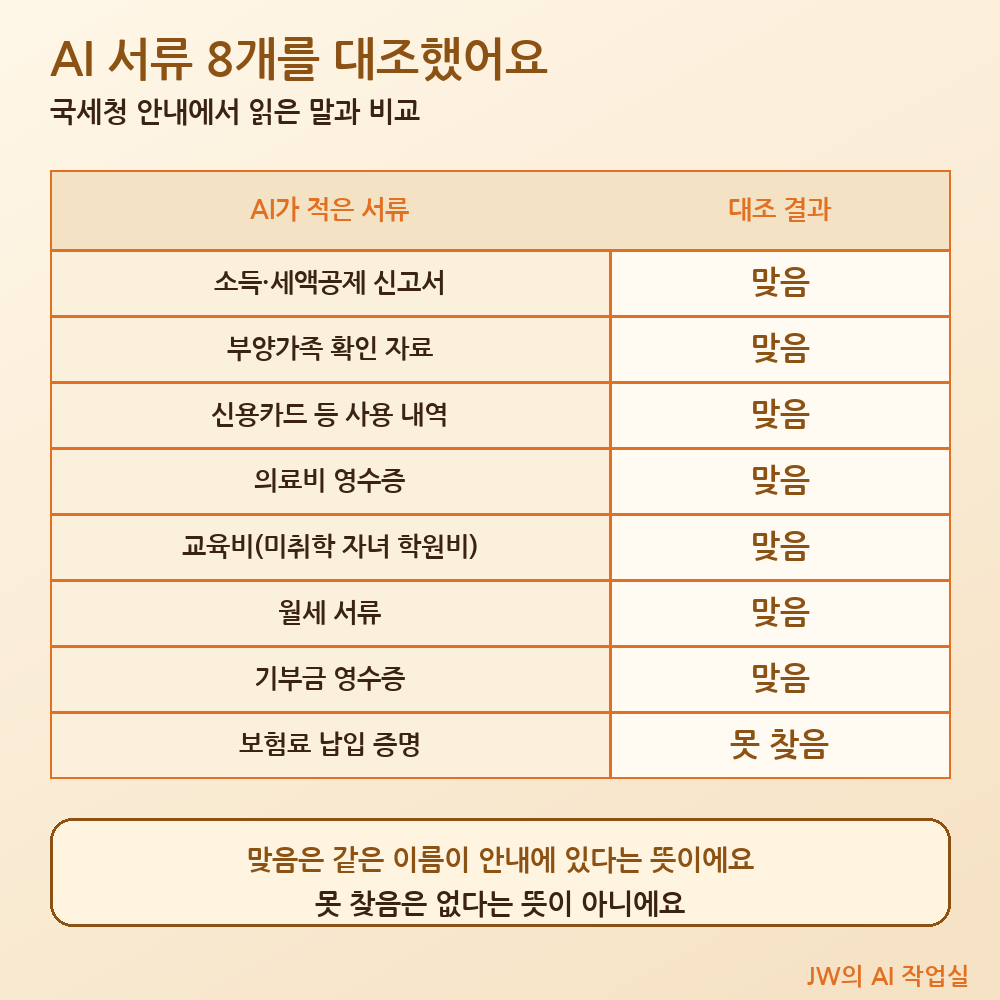 AI 서류 8개를 대조했어요
국세청 안내에서 읽은 말과 비교
AI가 적은 서류 대조 결과
소득·세액공제 신고서 맞음
부양가족 확인 자료 맞음
신용카드 등 사용 내역 맞음
의료비 영수증 맞음
교육비(미취학 자녀 학원비) 맞음
월세 서류 맞음
기부금 영수증 맞음
보험료 납입 증명 못 찾음
맞음은 같은 이름이 안내에 있다는 뜻이에요
못 찾음은 없다는 뜻이 아니에요
JW의 AI 작업실